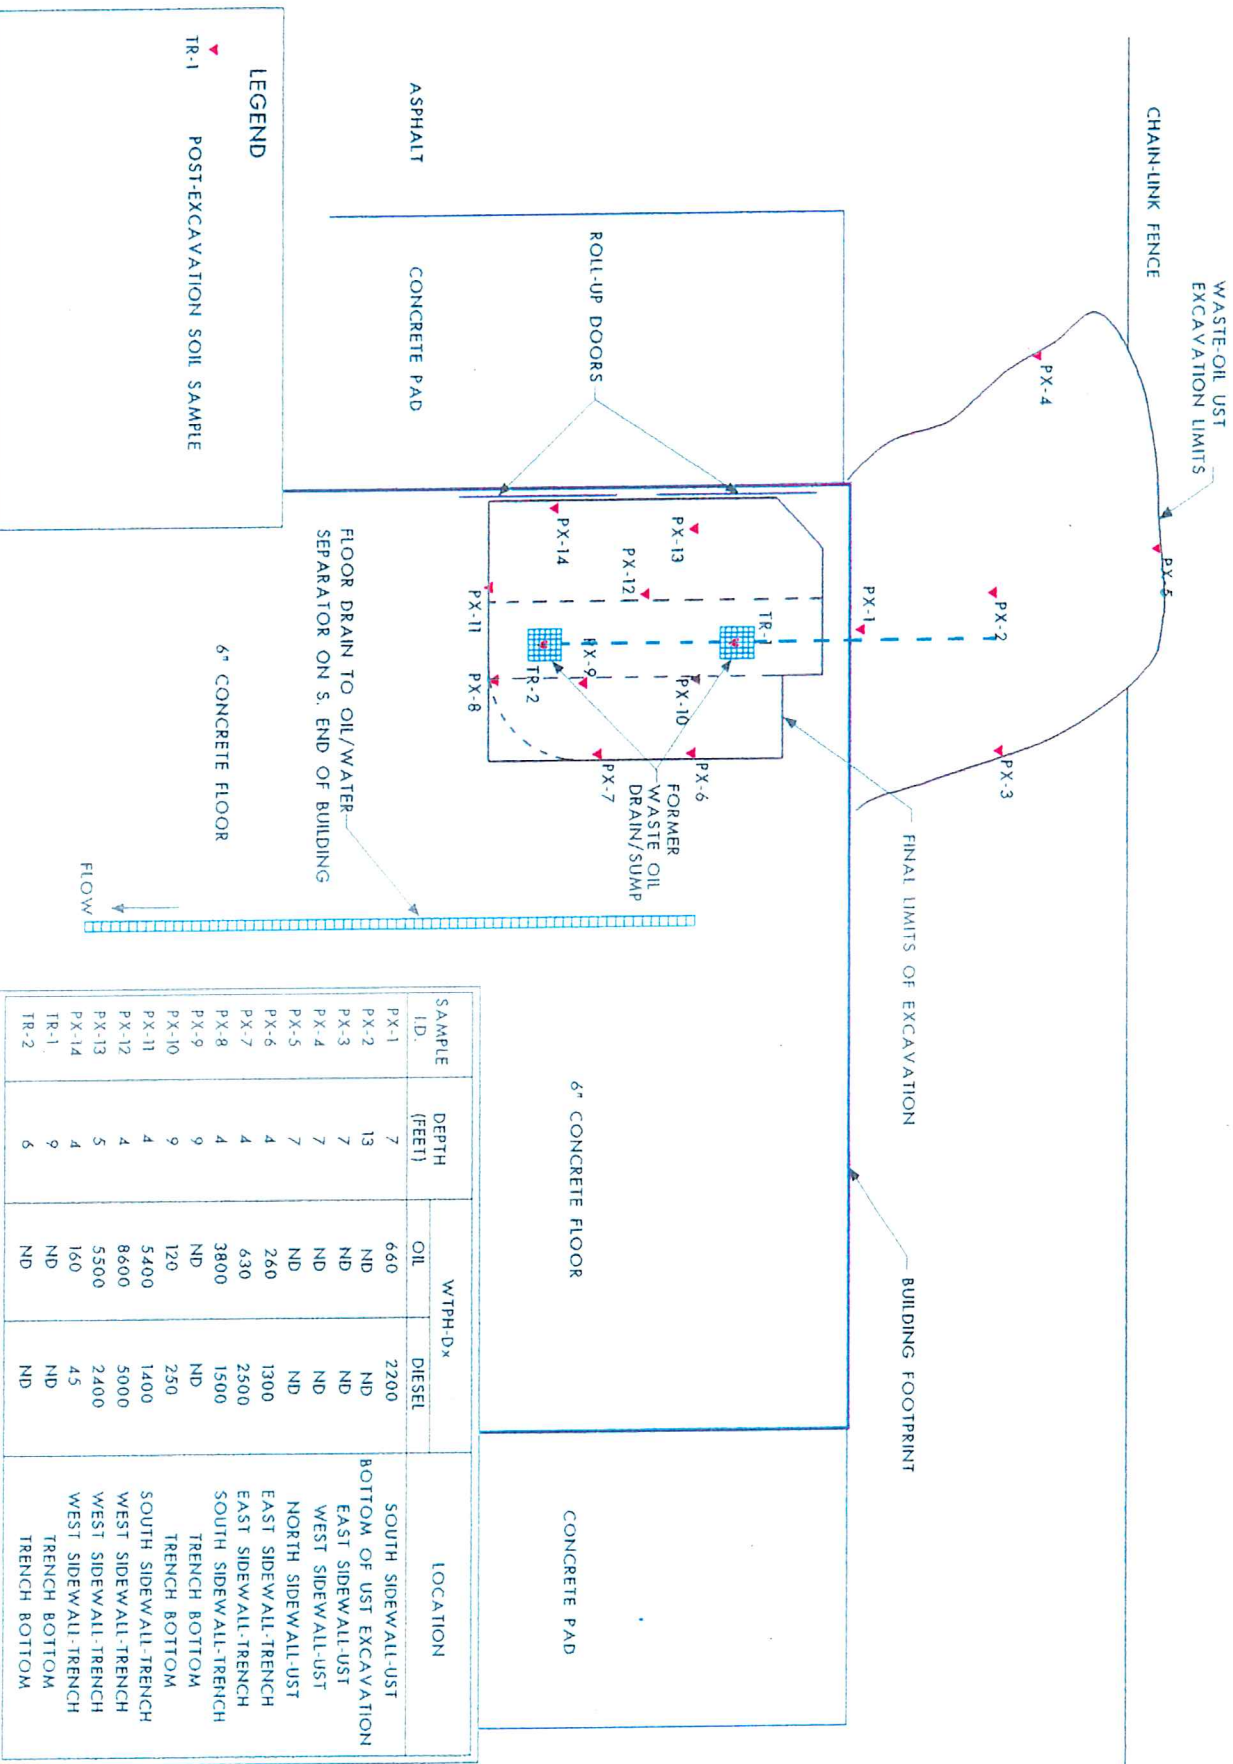 WASTE-OIL UST
EXCAVATION LIMITS
CHAIN-LINK FENCE
PX-5
PX-4
PX-2
PX-3
PX-1
FINAL LIMITS OF EXCAVATION
BUILDING FOOTPRINT
ASPHALT
CONCRETE PAD
ROLL-UP DOORS
PX-13
PX-14
PX-12
PX-11
TR-1
TR-2
PX-9
PX-10
PX-8
PX-6
PX-7
FORMER
WASTE OIL
DRAIN/SUMP
6" CONCRETE FLOOR
CONCRETE PAD
FLOOR DRAIN TO OIL/WATER
SEPARATOR ON S. END OF BUILDING
6" CONCRETE FLOOR
FLOW
LEGEND
TR-1 POST-EXCAVATION SOIL SAMPLE
SAMPLE I.D. DEPTH (FEET) WTPH-Dx LOCATION
OIL DIESEL
PX-1 7 660 2200 SOUTH SIDEWALL-UST
PX-2 13 ND ND BOTTOM OF UST EXCAVATION
PX-3 7 ND ND EAST SIDEWALL-UST
PX-4 7 ND ND WEST SIDEWALL-UST
PX-5 7 ND ND NORTH SIDEWALL-UST
PX-6 4 260 1300 EAST SIDEWALL-TRENCH
PX-7 4 630 2500 EAST SIDEWALL-TRENCH
PX-8 4 3800 1500 SOUTH SIDEWALL-TRENCH
PX-9 9 ND ND TRENCH BOTTOM
PX-10 9 120 250 TRENCH BOTTOM
PX-11 4 5400 1400 SOUTH SIDEWALL-TRENCH
PX-12 4 8600 5000 WEST SIDEWALL-TRENCH
PX-13 5 5500 2400 WEST SIDEWALL-TRENCH
PX-14 4 160 45 WEST SIDEWALL-TRENCH
TR-1 9 ND ND TRENCH BOTTOM
TR-2 6 ND ND TRENCH BOTTOM